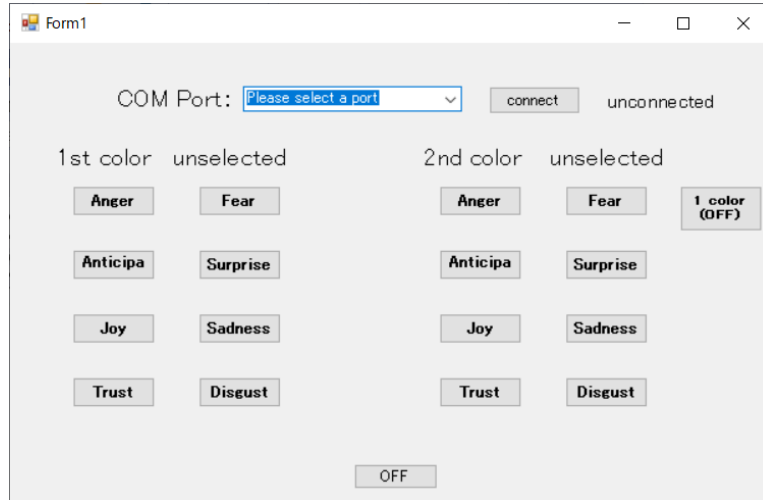 Form1
COM Port: Please select a port connect unconnected
1st color unselected 2nd color unselected
Anger Fear Anger Fear 1 color
(OFF)
Anticipa Surprise Anticipa Surprise
Joy Sadness Joy Sadness
Trust Disgust Trust Disgust
OFF